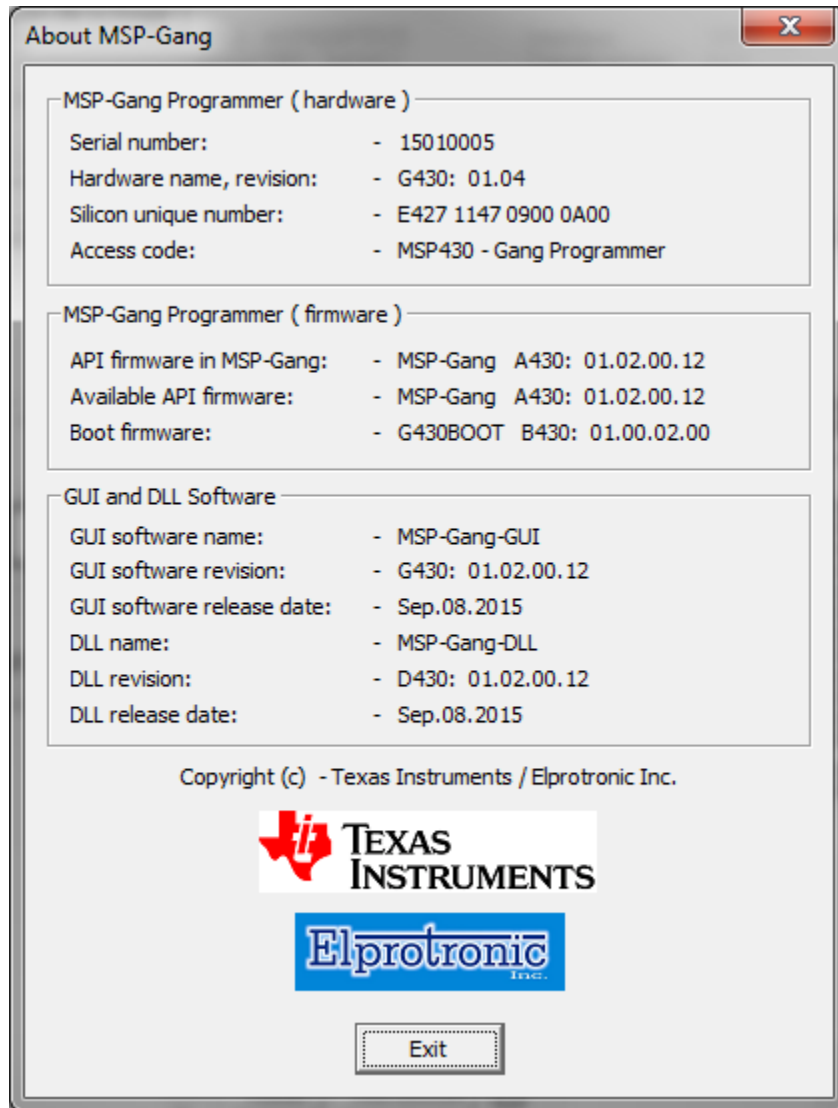 About MSP-Gang
MSP-Gang Programmer ( hardware )
Serial number: - 15010005
Hardware name, revision: - G430: 01.04
Silicon unique number: - E427 1147 0900 0A00
Access code: - MSP430 - Gang Programmer
MSP-Gang Programmer ( firmware )
API firmware in MSP-Gang: - MSP-Gang A430: 01.02.00.12
Available API firmware: - MSP-Gang A430: 01.02.00.12
Boot firmware: - G430BOOT B430: 01.00.02.00
GUI and DLL Software
GUI software name: - MSP-Gang-GUI
GUI software revision: - G430: 01.02.00.12
GUI software release date: - Sep.08.2015
DLL name: - MSP-Gang-DLL
DLL revision: - D430: 01.02.00.12
DLL release date: - Sep.08.2015
Copyright (c) - Texas Instruments / Elprotronic Inc.
TEXAS
INSTRUMENTS
Elprotronic
Inc.
Exit